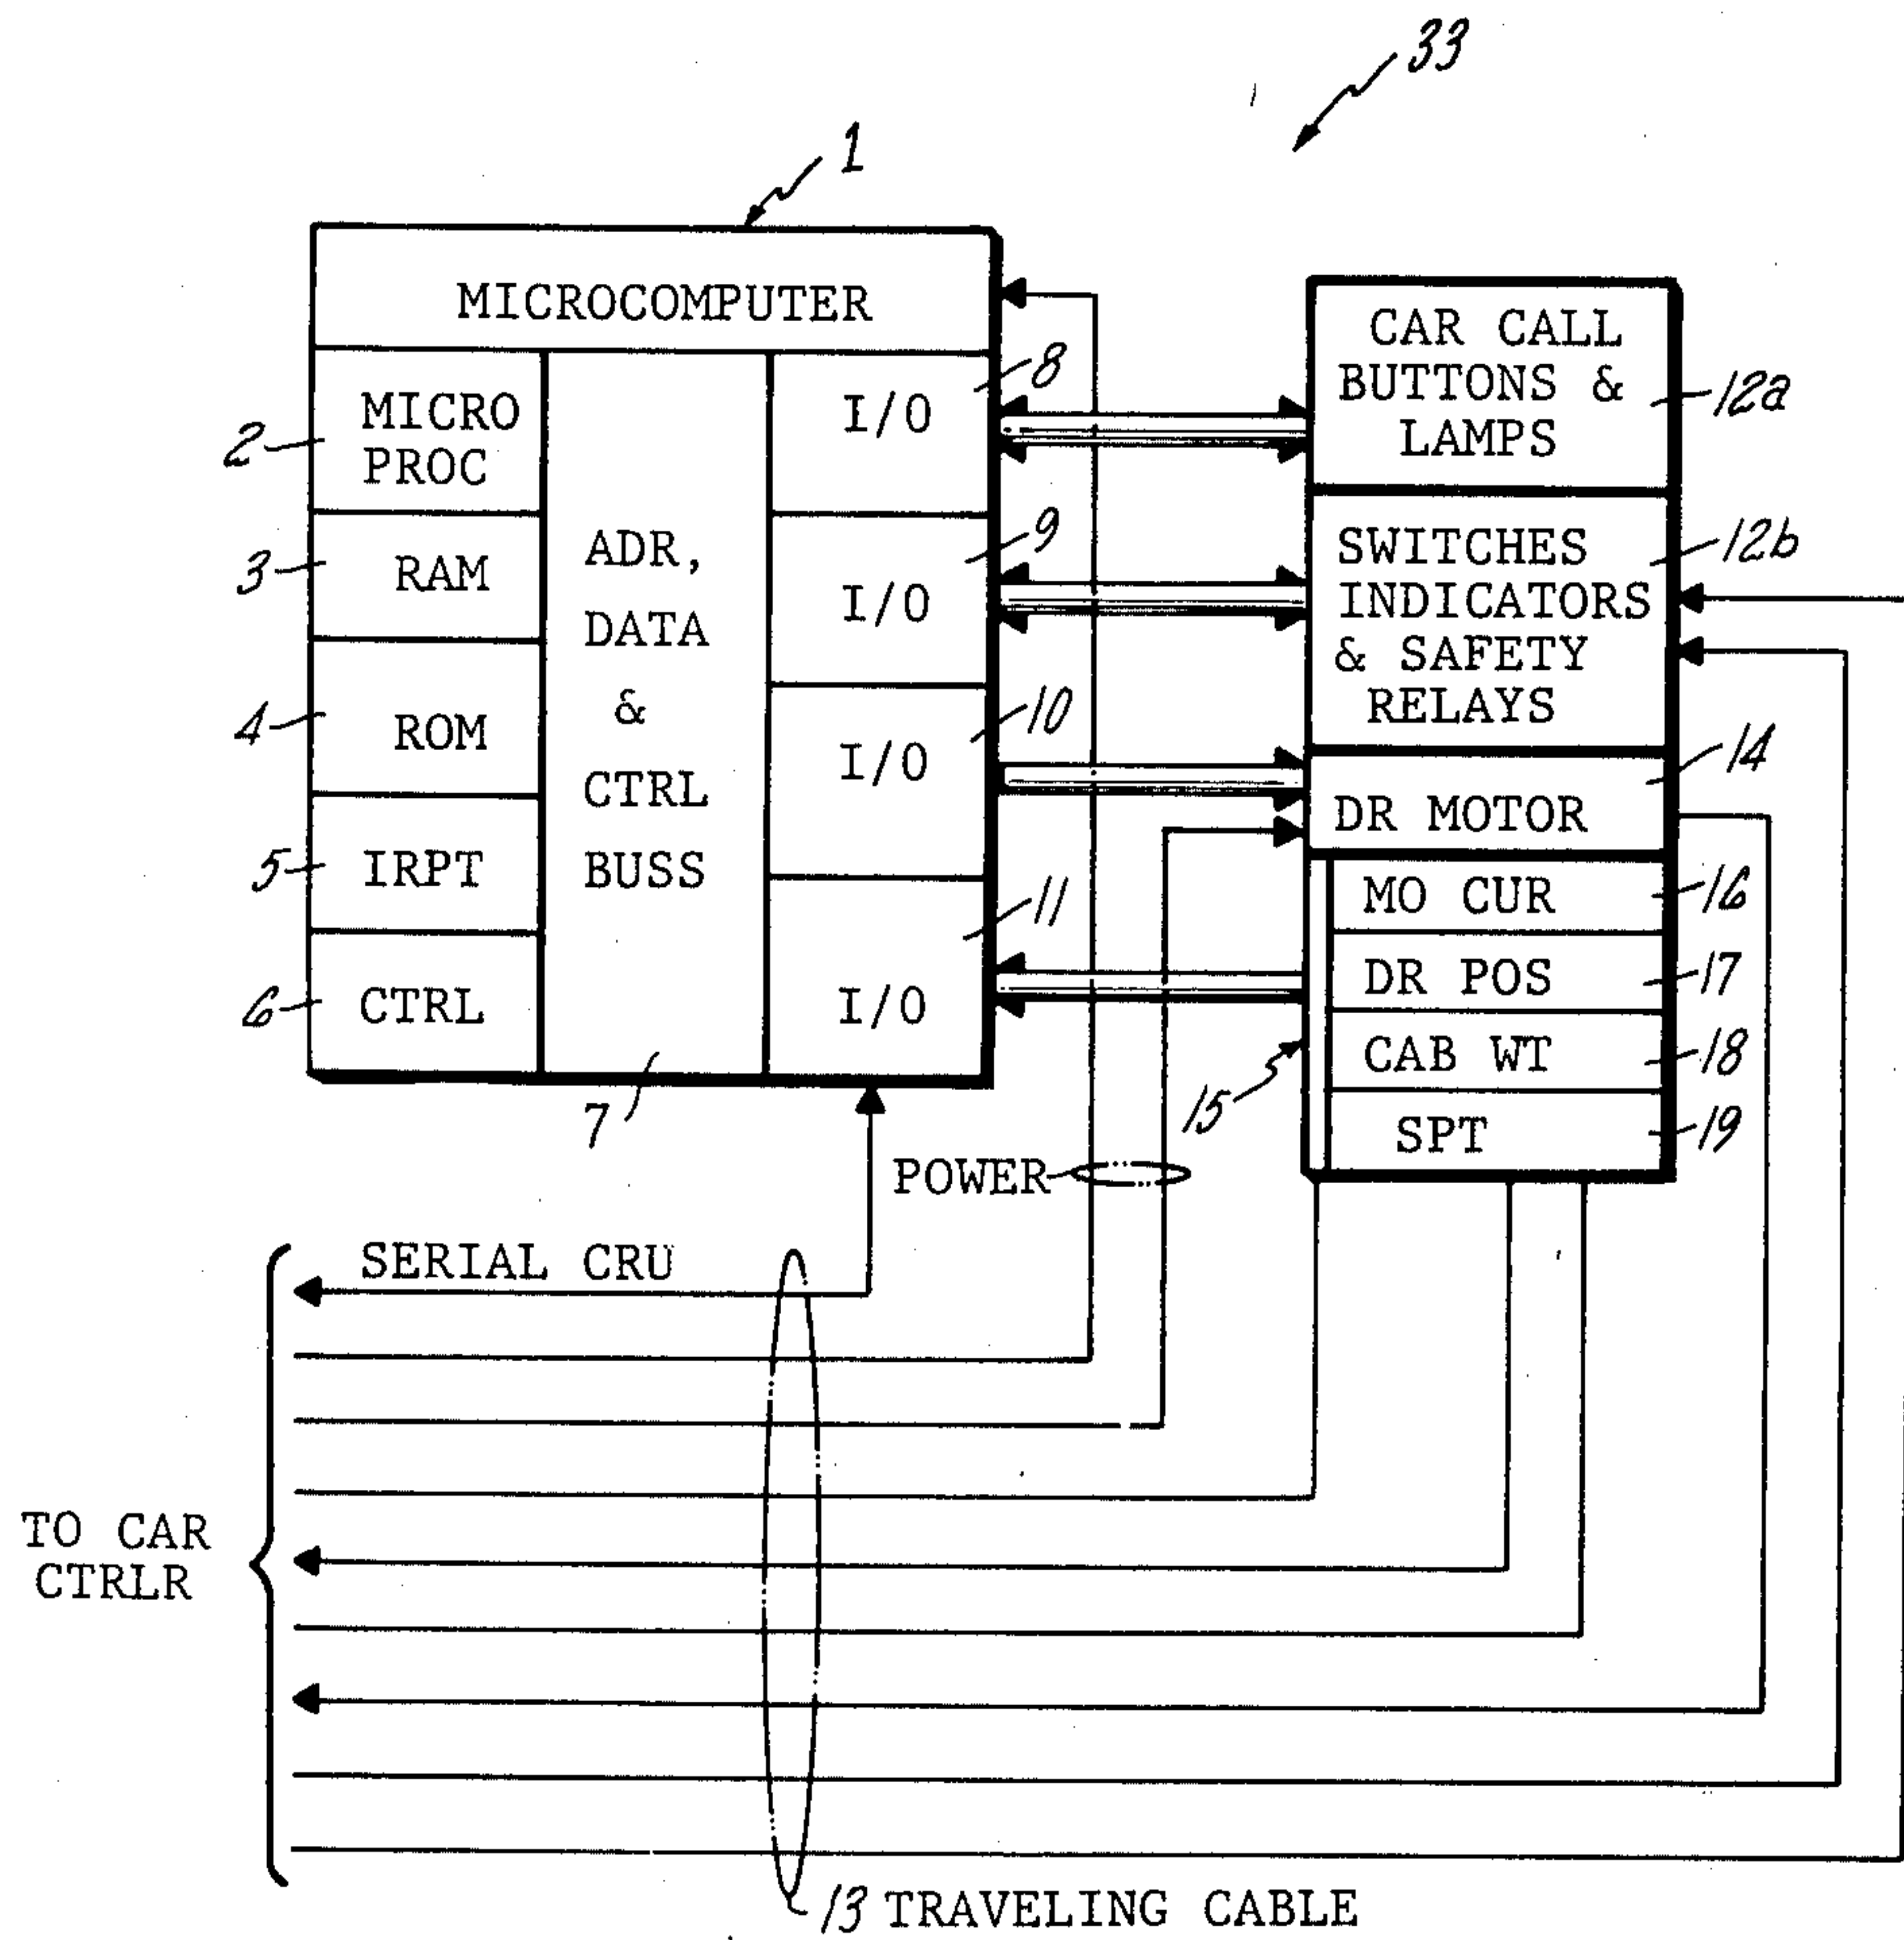 33
1
MICROCOMPUTER
8
MICRO
PROC
2
I/O
CAR CALL
BUTTONS &
LAMPS
12a
3
RAM
ADR,
DATA
&
CTRL
BUSS
9
I/O
SWITCHES
INDICATORS
& SAFETY
RELAYS
12b
4
ROM
10
I/O
14
DR MOTOR
5
IRPT
11
MO CUR
16
6
CTRL
I/O
DR POS
17
CAB WT
18
7
15
SPT
19
POWER
SERIAL CRU
TO CAR
CTRLR
13 TRAVELING CABLE